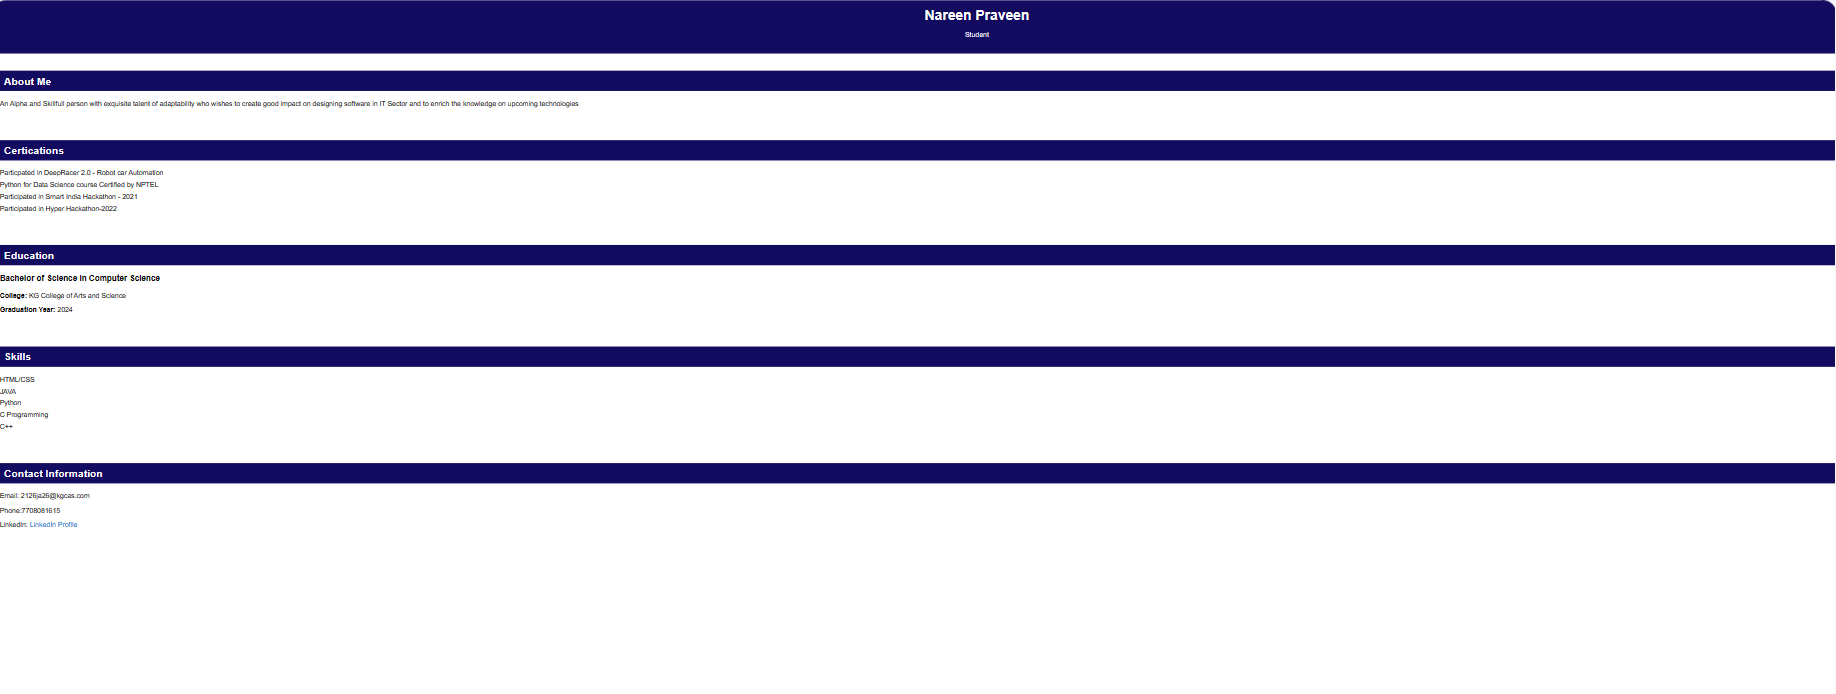 Nareen Praveen
Student
About Me
An Alpha and Skillfull person with exquisite talent of adaptability who wishes to create good impact on designing software in IT Sector and to enrich the knowledge on upcoming technologies
Certications
Particpated in DeepRacer 2.0 - Robot car Automation
Python for Data Science course Certified by NPTEL
Participated in Smart India Hackathon - 2021
Participated in Hyper Hackathon-2022
Education
Bachelor of Science in Computer Science
College: KG College of Arts and Science
Graduation Year: 2024
Skills
HTML/CSS
JAVA
Python
C Programming
C++
Contact Information
Email: 2126ja26@kgcas.com
Phone:7708081615
LinkedIn: LinkedIn Profile